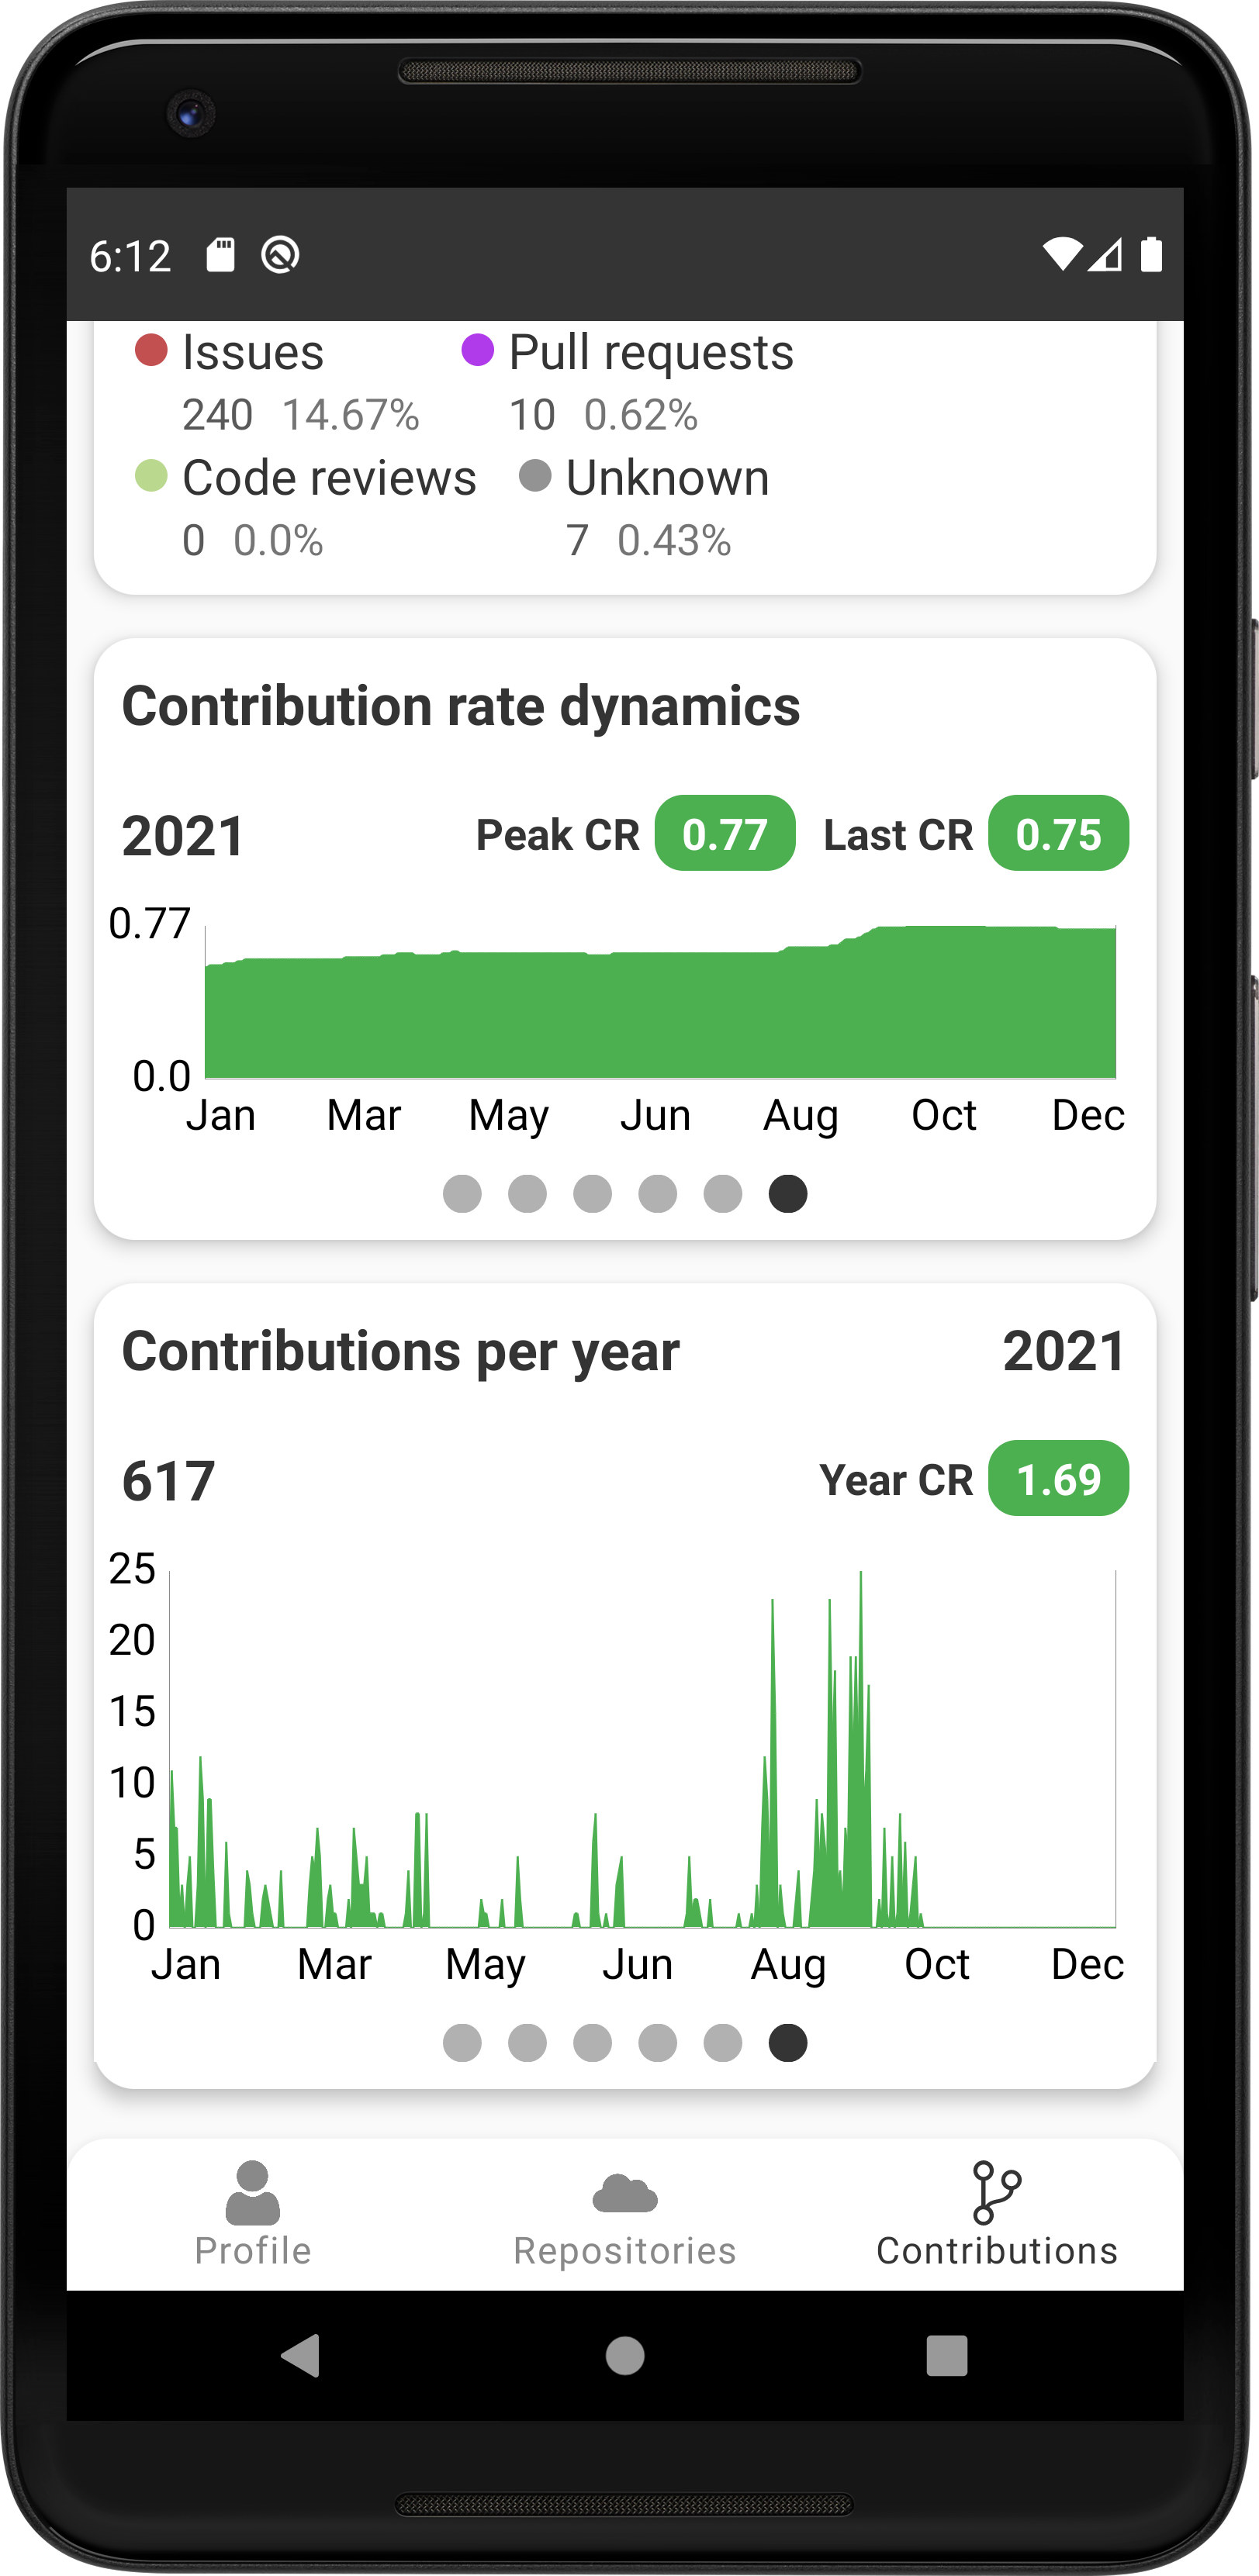 6:12
Issues Pull requests
240 14.67% 10 0.62%
Code reviews Unknown
0 0.0% 7 0.43%
Contribution rate dynamics
2021 Peak CR 0.77 Last CR 0.75
0.77
0.0
Jan Mar May Jun Aug Oct Dec
Contributions per year 2021
617 Year CR 1.69
25
20
15
10
5
0
Jan Mar May Jun Aug Oct Dec
Profile Repositories Contributions